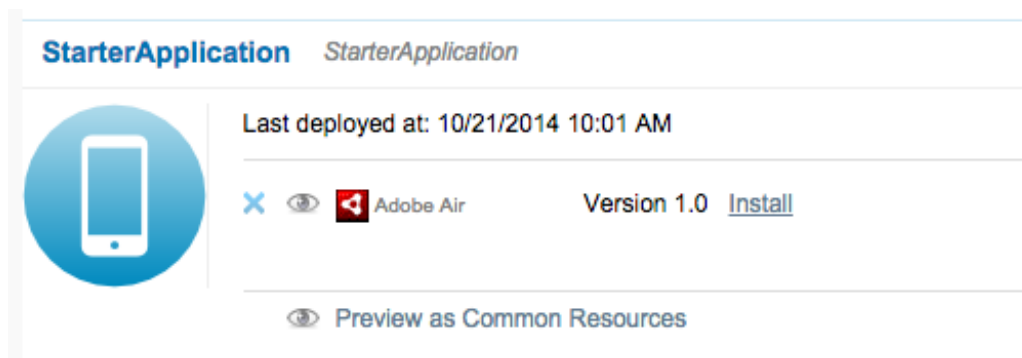 StarterApplication StarterApplication
Last deployed at: 10/21/2014 10:01 AM
Adobe Air Version 1.0 Install
Preview as Common Resources